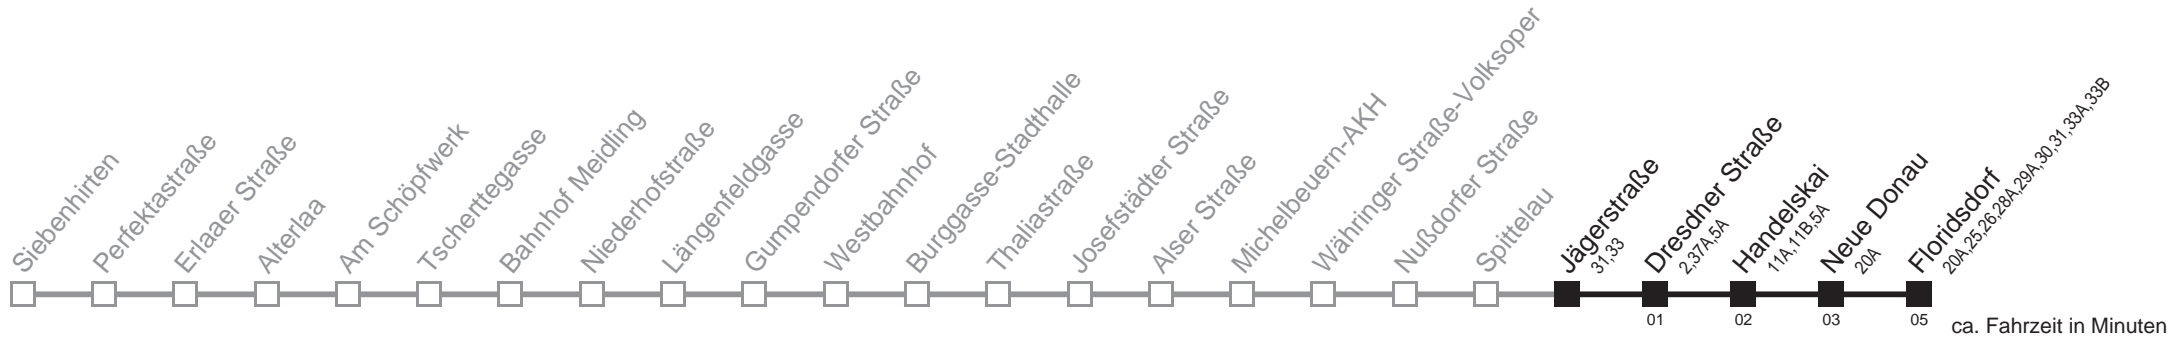 Siebenhirten
Perfektastraße
Erlaaer Straße
Alterlaa
Am Schöpfwerk
Tscherttegasse
Bahnhof Meidling
Niederhofstraße
Längenfeldgasse
Gumpendorfer Straße
Westbahnhof
Burggasse-Stadthalle
Thaliastraße
Josefstädter Straße
Alser Straße
Michelbeuern-AKH
Währinger Straße-Volksoper
Nußdorfer Straße
Spittelau
Jägerstraße
31,33
Dresdner Straße
2,37A,5A
Handelskai
11A,11B,5A
Neue Donau
20A
Floridsdorf
20A,25,26,28A,29A,30,31,33A,33B
01
02
03
05
ca. Fahrzeit in Minuten